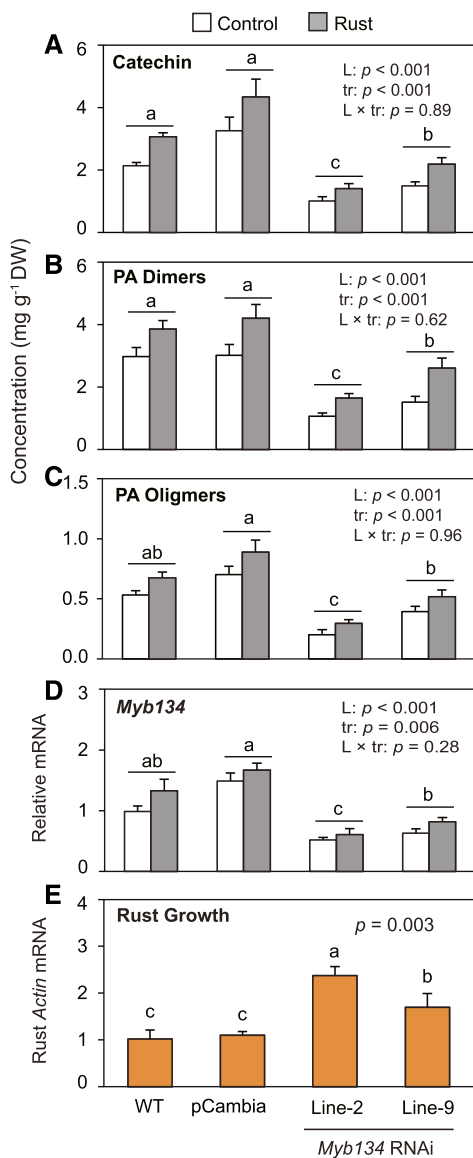 Control Rust
A
Catechin
L: p < 0.001
tr: p < 0.001
L × tr: p = 0.89
6
4
2
0
a
a
c
b
Concentration (mg g-1 DW)
B
PA Dimers
L: p < 0.001
tr: p < 0.001
L × tr: p = 0.62
6
4
2
0
a
a
c
b
C
PA Oligmers
L: p < 0.001
tr: p < 0.001
L × tr: p = 0.96
1.5
1.0
0.5
0.0
ab
a
c
b
D
Myb134
L: p < 0.001
tr: p = 0.006
L × tr: p = 0.28
Relative mRNA
3
2
1
0
ab
a
c
b
E
Rust Growth
p = 0.003
Rust Actin mRNA
4
3
2
1
0
c
c
a
b
WT pCambia Line-2 Line-9
Myb134 RNAi